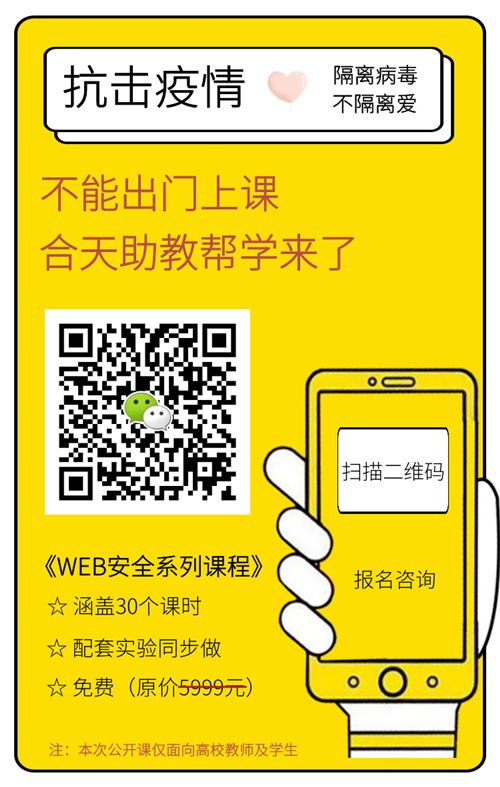 抗击疫情
隔离病毒
不隔离爱
不能出门上课
合天助教帮学来了
扫描二维码
报名咨询
《WEB安全系列课程》
☆ 涵盖30个课时
☆ 配套实验同步做
☆ 免费（原价5999元）
注：本次公开课仅面向高校教师及学生